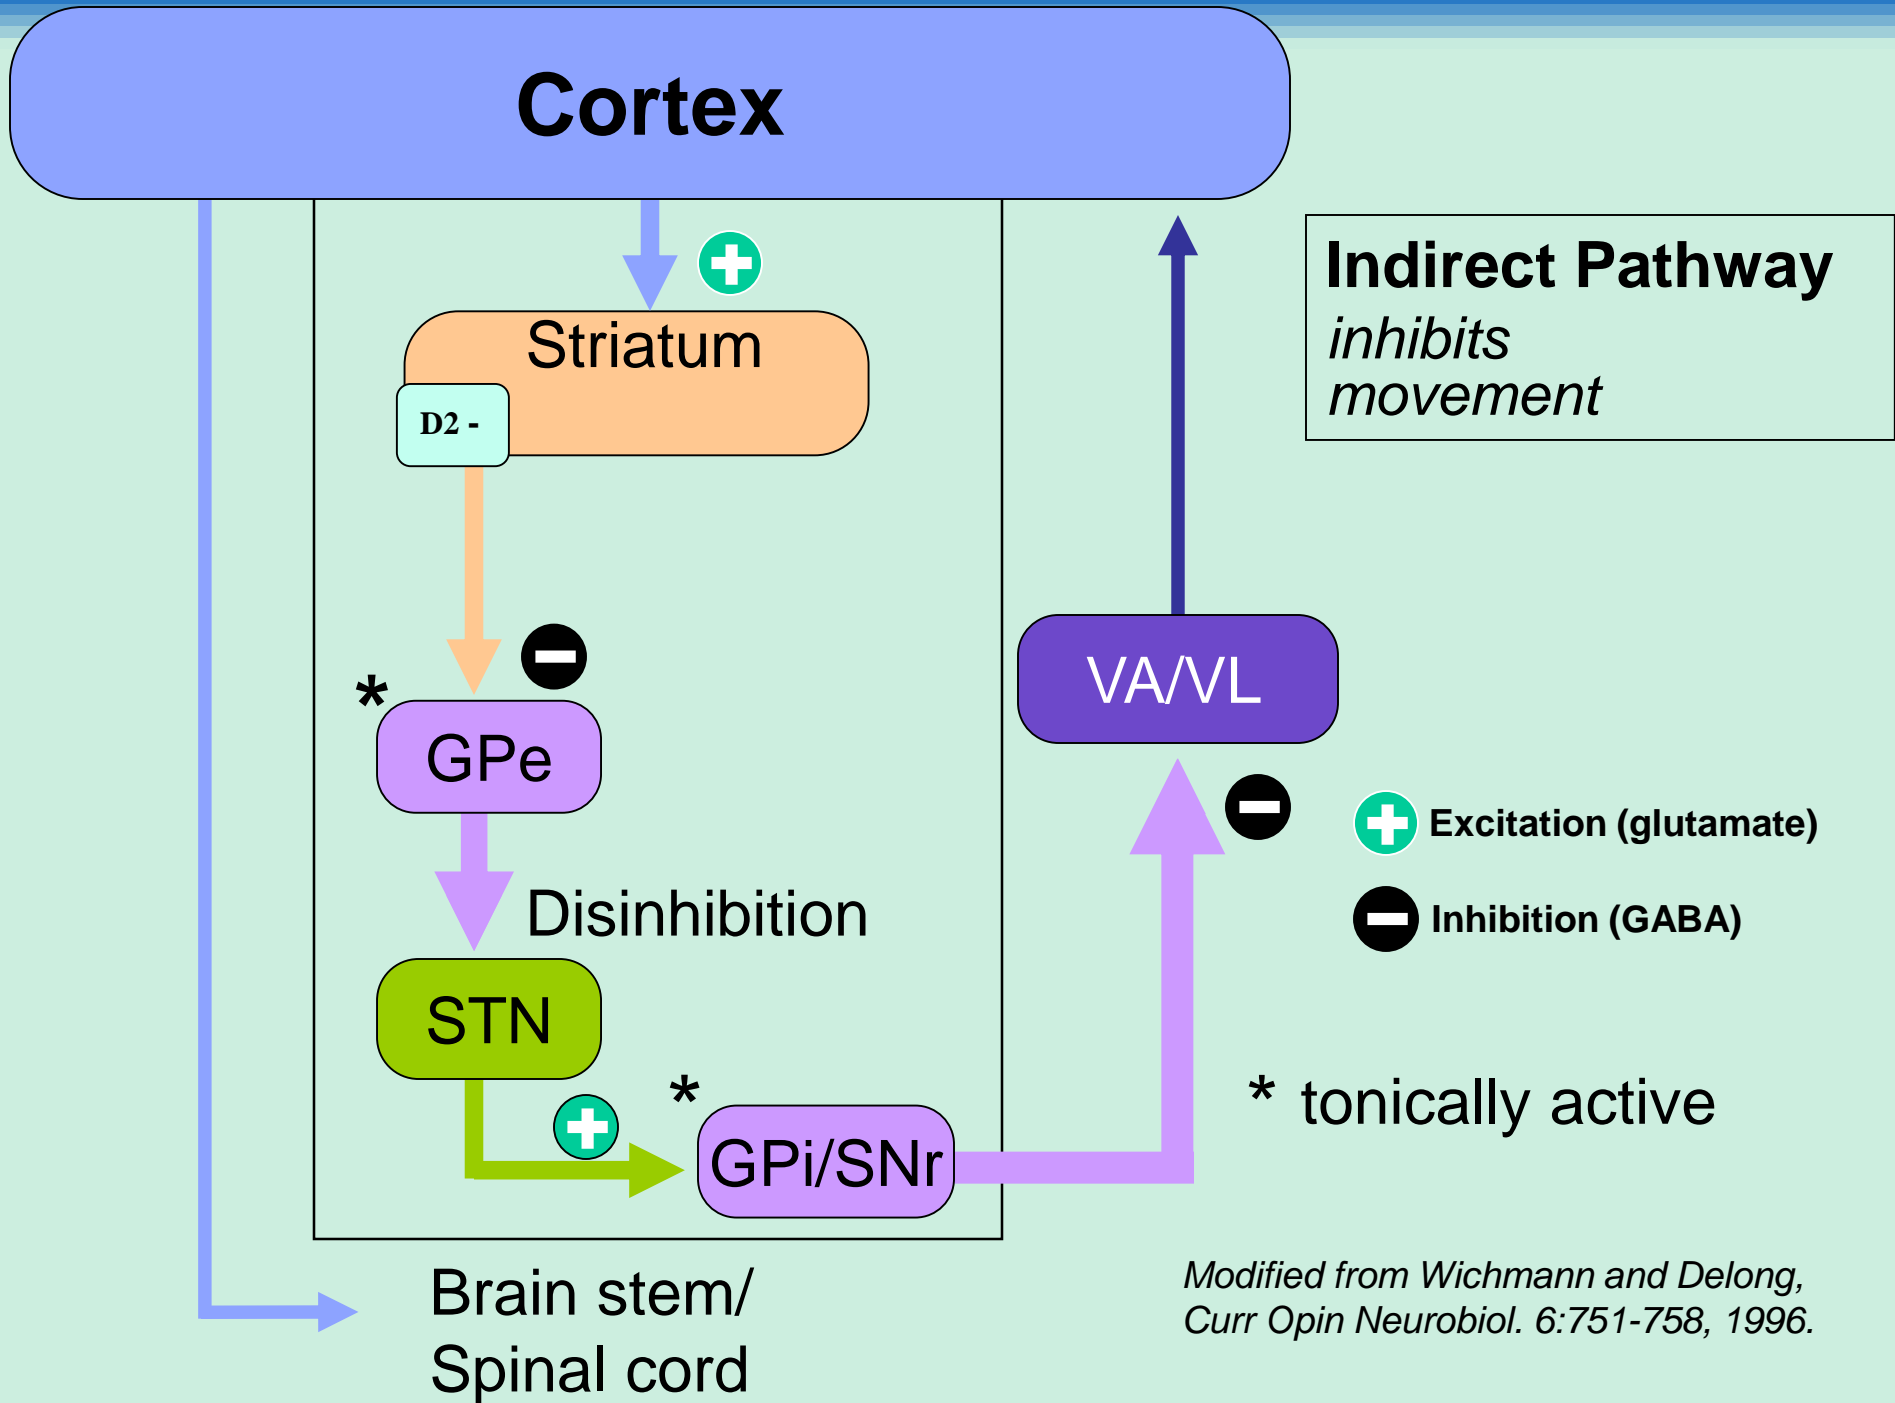 Cortex
Indirect Pathway
inhibits
movement
Striatum
D2 -
*
GPe
VA/VL
Excitation (glutamate)
Disinhibition
Inhibition (GABA)
STN
*
GPi/SNr
* tonically active
Brain stem/
Spinal cord
Modified from Wichmann and Delong,
Curr Opin Neurobiol. 6:751-758, 1996.